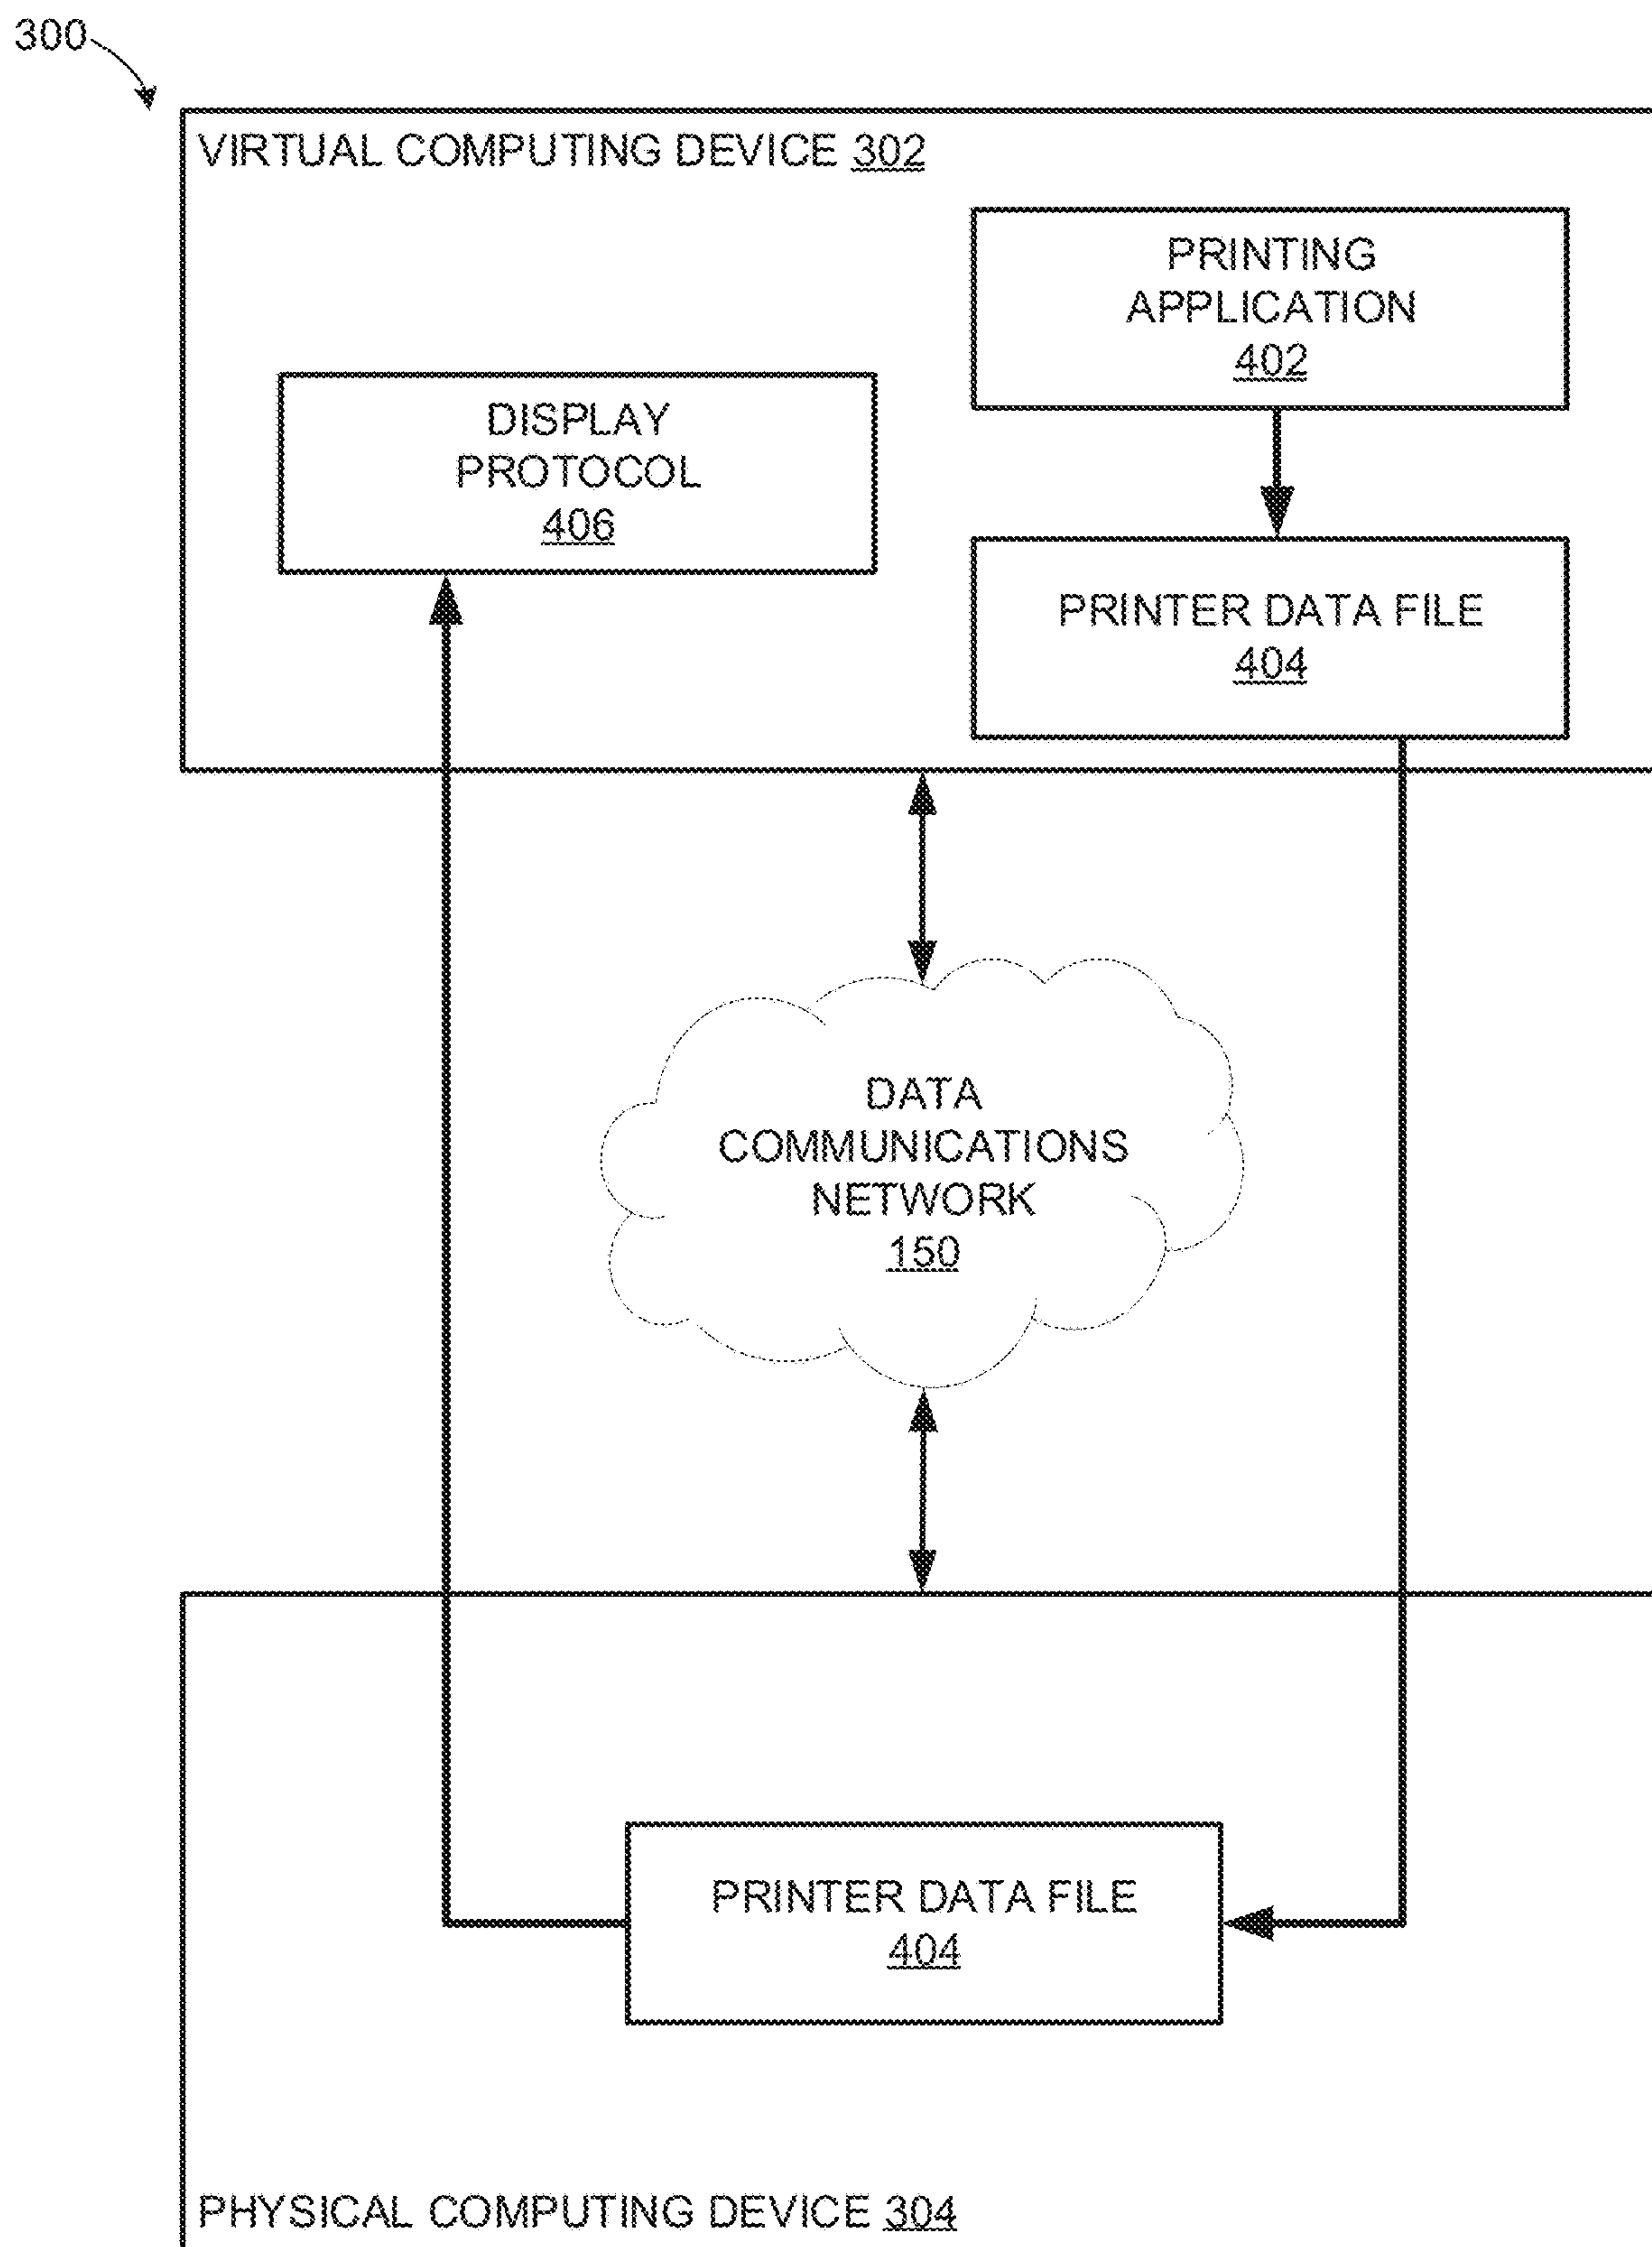 300
VIRTUAL COMPUTING DEVICE 302
PRINTING
APPLICATION
402
DISPLAY
PROTOCOL
406
PRINTER DATA FILE
404
DATA
COMMUNICATIONS
NETWORK
150
PRINTER DATA FILE
404
PHYSICAL COMPUTING DEVICE 304